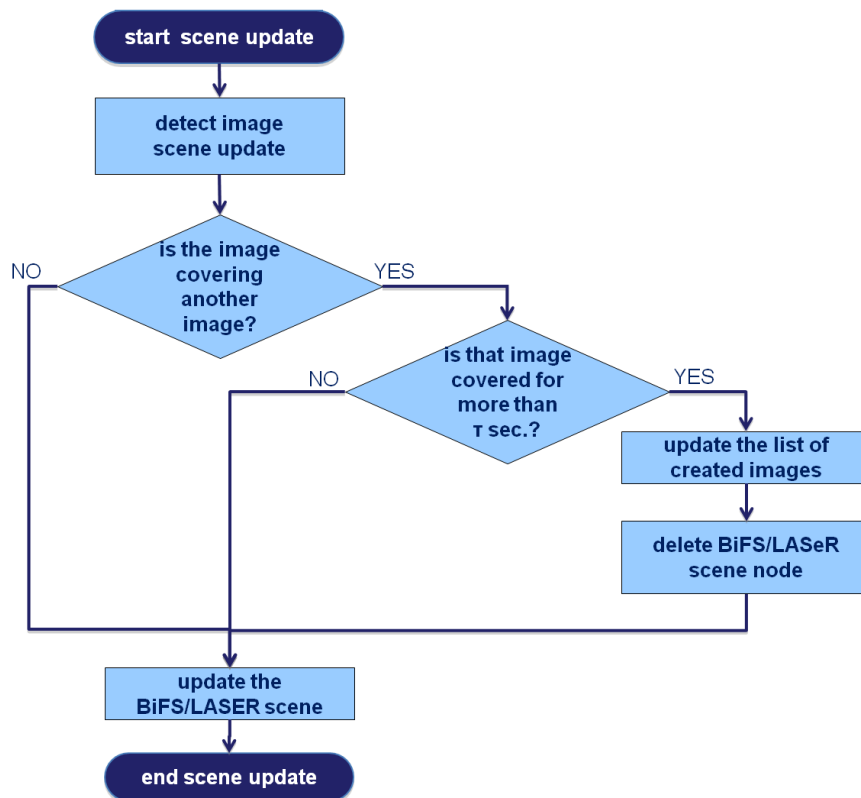 start scene update
detect image
scene update
is the image
covering
another
image?
NO
YES
is that image
covered for
more than
τ sec.?
NO
YES
update the list of
created images
delete BiFS/LASeR
scene node
update the
BiFS/LASER scene
end scene update